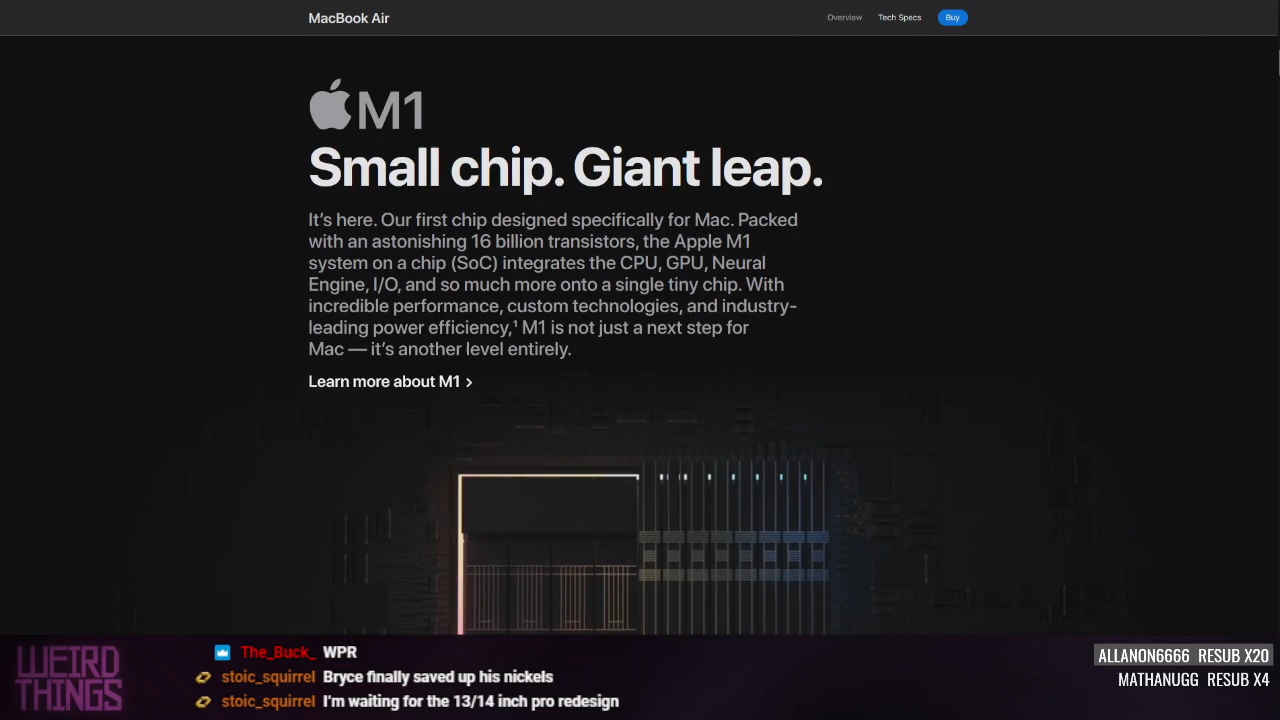 MacBook Air
Overview
Tech Specs
Buy
M1
Small chip. Giant leap.
It’s here. Our first chip designed specifically for Mac. Packed
with an astonishing 16 billion transistors, the Apple M1
system on a chip (SoC) integrates the CPU, GPU, Neural
Engine, I/O, and so much more onto a single tiny chip. With
incredible performance, custom technologies, and industry-
leading power efficiency,¹ M1 is not just a next step for
Mac — it’s another level entirely.
Learn more about M1 >
WEIRD
THINGS
The_Buck_ WPR
stoic_squirrel Bryce finally saved up his nickels
stoic_squirrel I’m waiting for the 13/14 inch pro redesign
ALLANON6666 RESUB X20
MATHANUGG RESUB X4